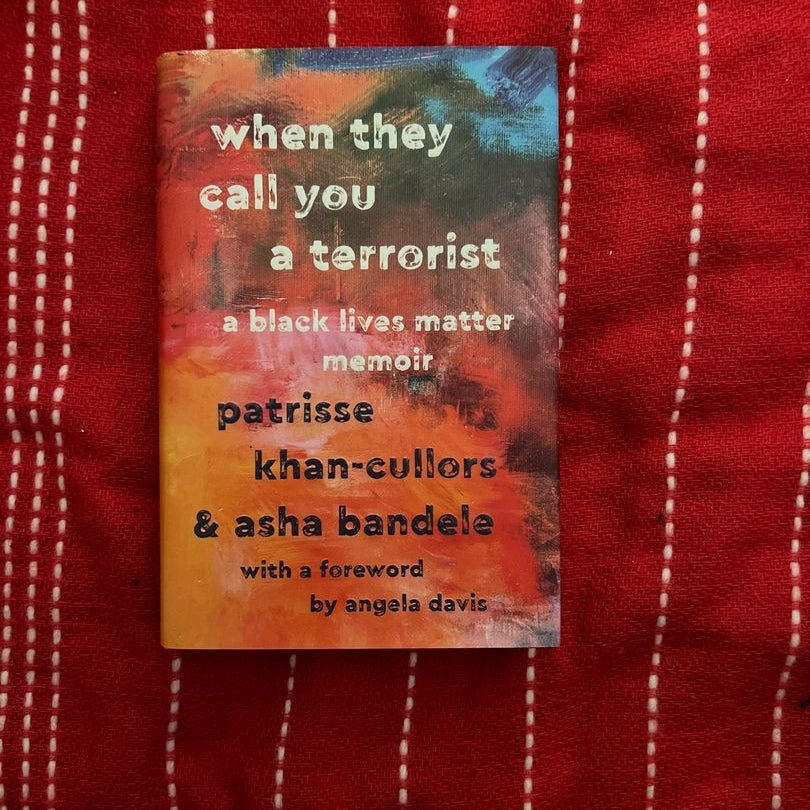 when they
call you
a terrorist
a black lives matter
memoir
patrisse
khan-cullors
& asha bandele
with a foreword
by angela davis